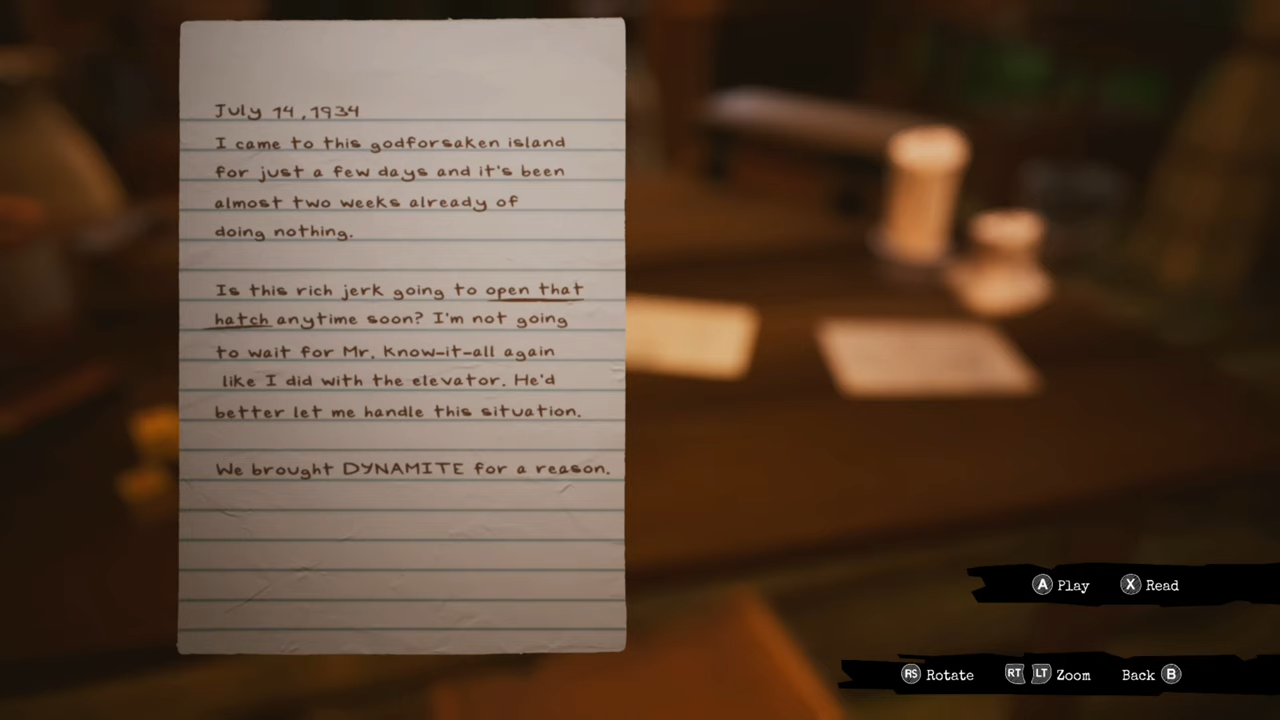 July 14, 1934
I came to this godforsaken island
for just a few days and it's been
almost two weeks already of
doing nothing.
Is this rich jerk going to open that
hatch anytime soon? I'm not going
to wait for Mr. Know-it-all again
like I did with the elevator. He'd
better let me handle this situation.
We brought DYNAMITE for a reason.
A Play X Read
RS Rotate RT LT Zoom Back B